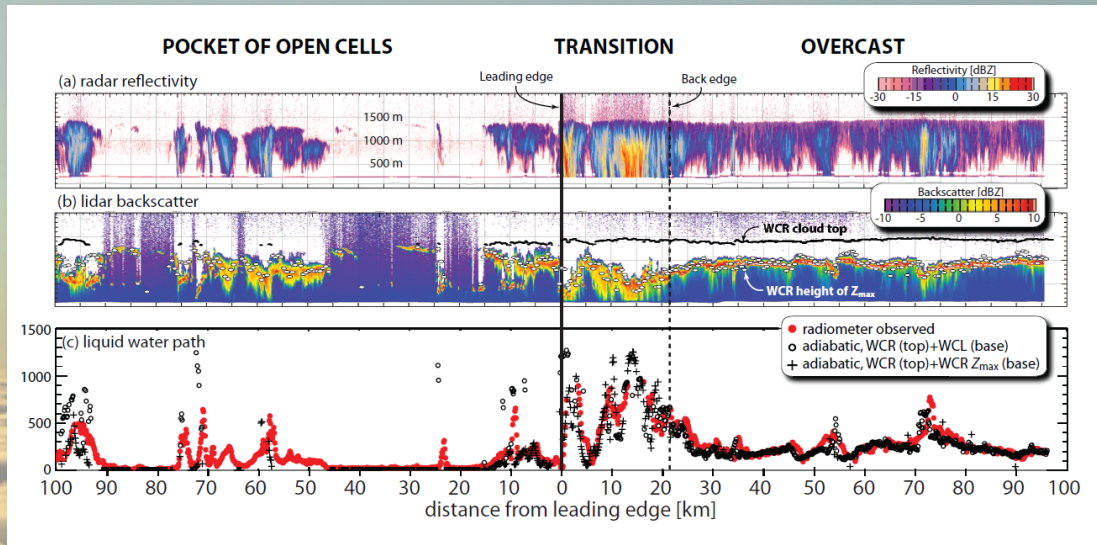 POCKET OF OPEN CELLS TRANSITION OVERCAST
(a) radar reflectivity
Leading edge
Back edge
Reflectivity [dBZ]
-30 -15 0 15 30
1500 m
1000 m
500 m
(b) lidar backscatter
Backscatter [dBZ]
-10 -5 0 5 10
WCR cloud top
WCR height of Zmax
(c) liquid water path
radiometer observed
adiabatic, WCR (top)+WCL (base)
adiabatic, WCR (top)+WCR Zmax (base)
1500
1000
500
0
100 90 80 70 60 50 40 30 20 10 0 10 20 30 40 50 60 70 80 90 100
distance from leading edge [km]